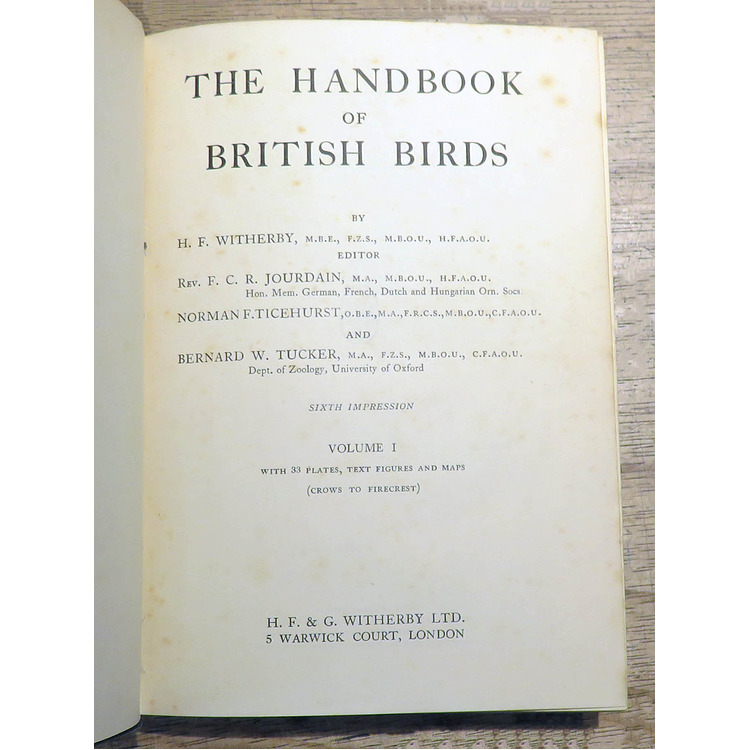 THE HANDBOOK
OF
BRITISH BIRDS
BY
H. F. WITHERBY, M.B.E., F.Z.S., M.B.O.U., H.F.A.O.U.
EDITOR
REV. F. C. R. JOURDAIN, M.A., M.B.O.U., H.F.A.O.U.
Hon. Mem. German, French, Dutch and Hungarian Orn. Socs.
NORMAN F. TICEHURST, O.B.E., M.A., F.R.C.S., M.B.O.U., C.F.A.O.U.
AND
BERNARD W. TUCKER, M.A., F.Z.S., M.B.O.U., C.F.A.O.U.
Dept. of Zoology, University of Oxford
SIXTH IMPRESSION
VOLUME I
WITH 33 PLATES, TEXT FIGURES AND MAPS
(CROWS TO FIRECREST)
H. F. & G. WITHERBY LTD.
5 WARWICK COURT, LONDON